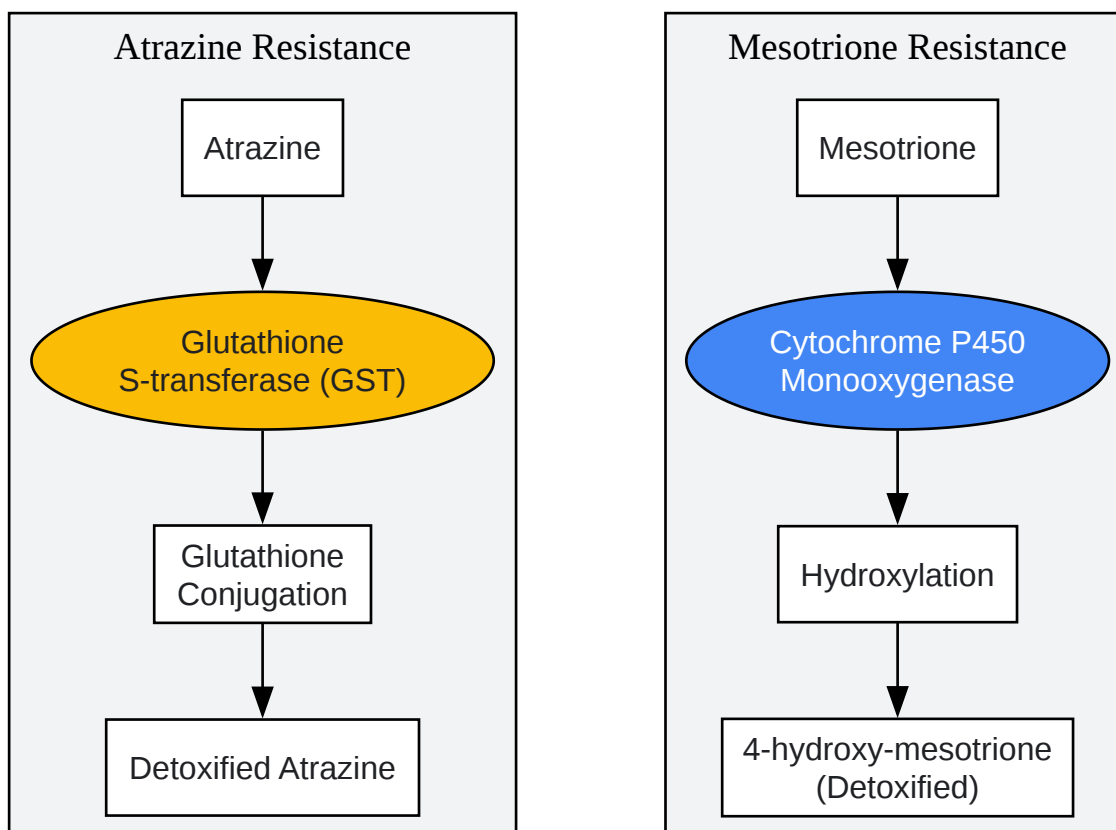 Atrazine Resistance
Atrazine
Glutathione
S-transferase (GST)
Glutathione
Conjugation
Detoxified Atrazine
Mesotrione Resistance
Mesotrione
Cytochrome P450
Monooxygenase
Hydroxylation
4-hydroxy-mesotrione
(Detoxified)